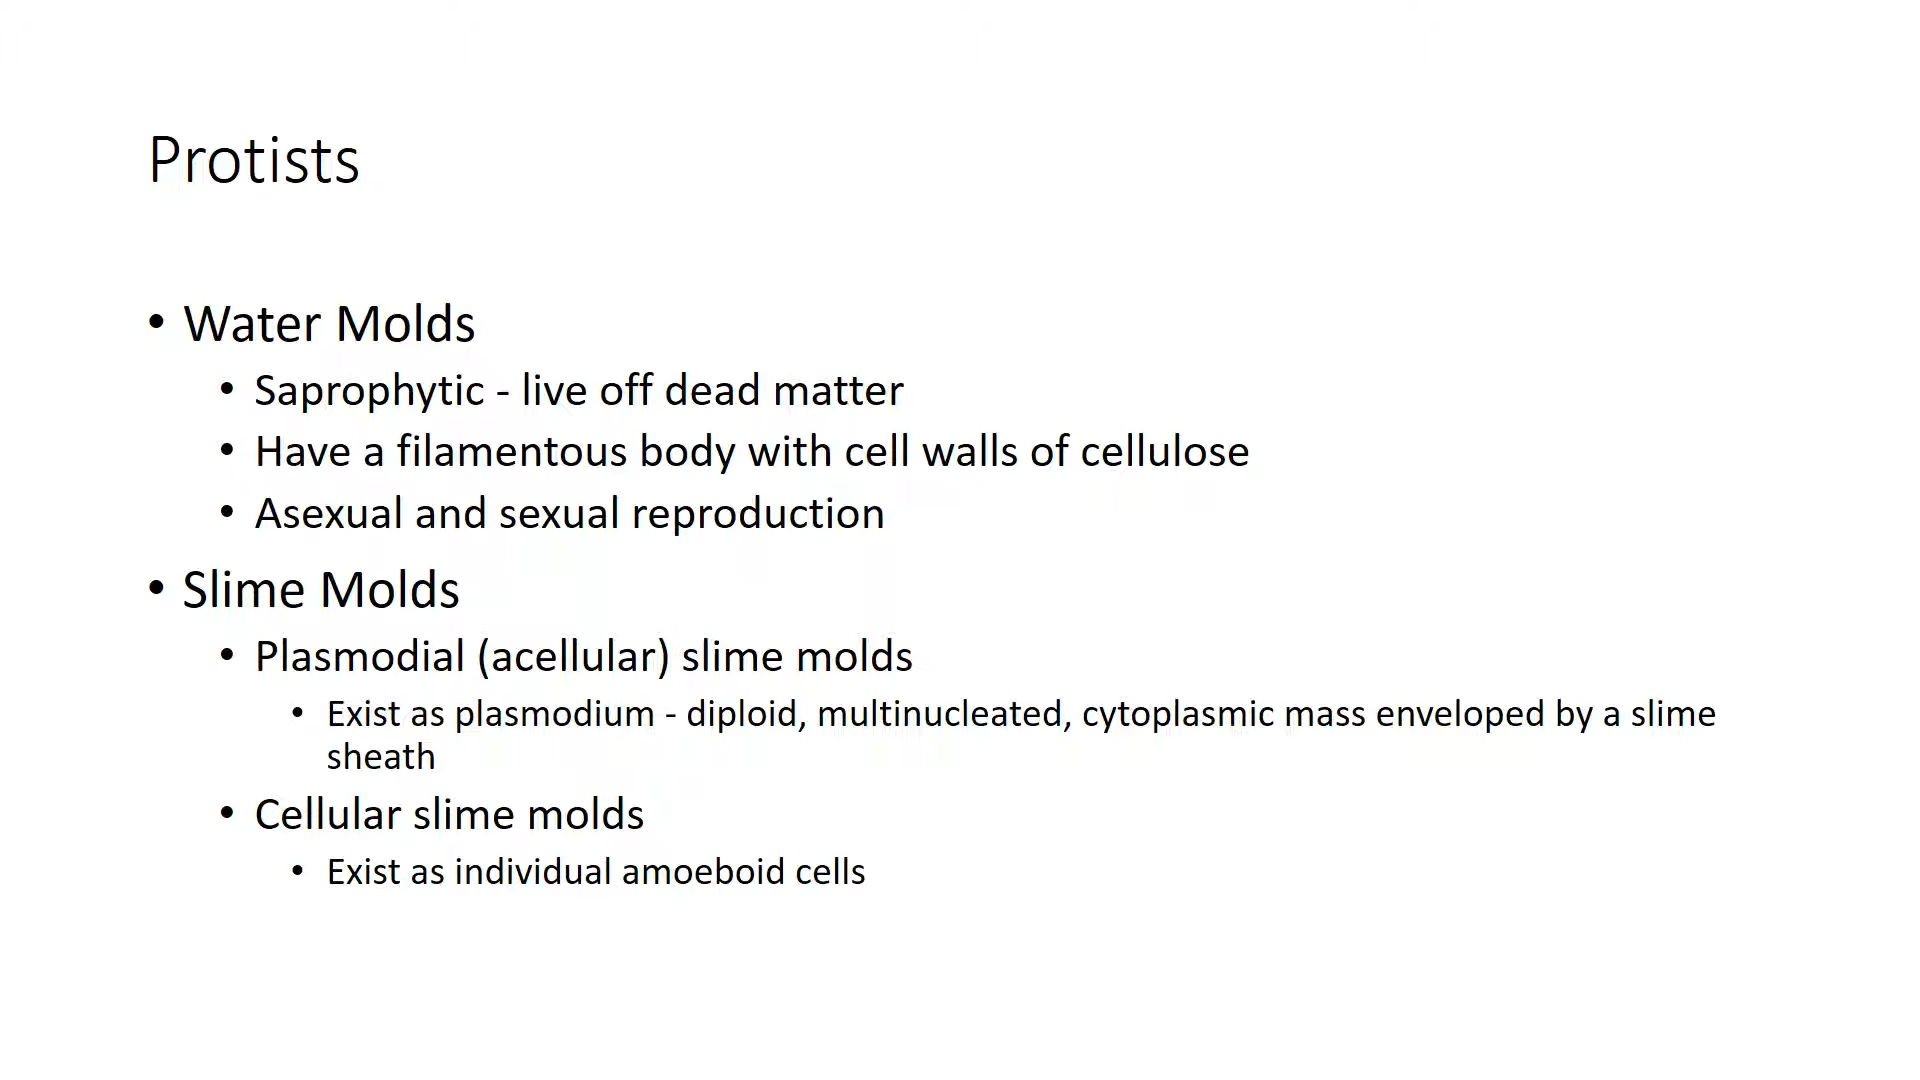 Protists
• Water Molds
• Saprophytic - live off dead matter
• Have a filamentous body with cell walls of cellulose
• Asexual and sexual reproduction
• Slime Molds
• Plasmodial (acellular) slime molds
• Exist as plasmodium - diploid, multinucleated, cytoplasmic mass enveloped by a slime
sheath
• Cellular slime molds
• Exist as individual amoeboid cells